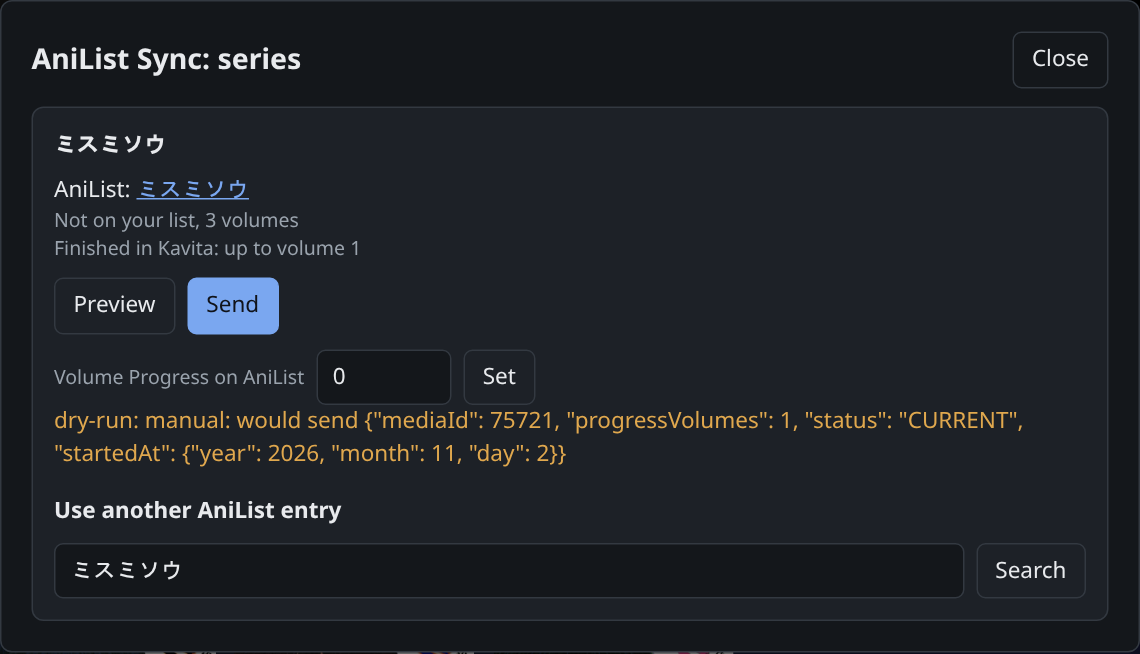 AniList Sync: series
Close
ミスミソウ
AniList: ミスミソウ
Not on your list, 3 volumes
Finished in Kavita: up to volume 1
Preview
Send
Volume Progress on AniList
0
Set
dry-run: manual: would send {"mediaId": 75721, "progressVolumes": 1, "status": "CURRENT",
"startedAt": {"year": 2026, "month": 11, "day": 2}}
Use another AniList entry
ミスミソウ
Search